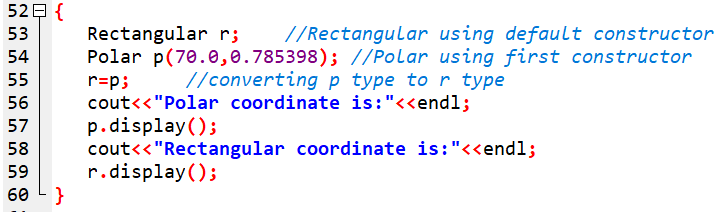 52 {
53 Rectangular r; //Rectangular using default constructor
54 Polar p(70.0,0.785398); //Polar using first constructor
55 r=p; //converting p type to r type
56 cout<<"Polar coordinate is:"<<endl;
57 p.display();
58 cout<<"Rectangular coordinate is:"<<endl;
59 r.display();
60 }